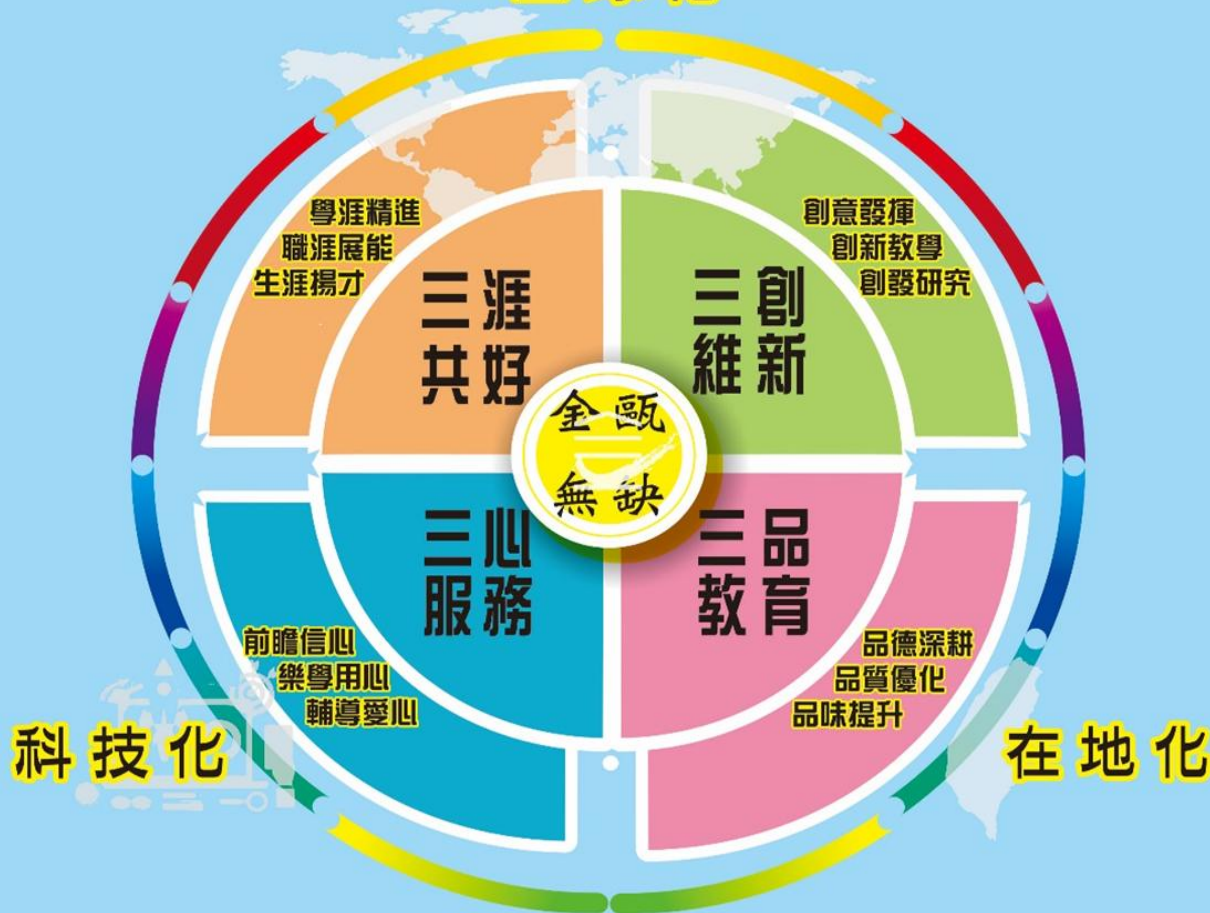 學涯精進
職涯展能
生涯揚才
創意發揮
創新教學
創發研究
三涯
共好
三創
維新
金甌
無缺
三心
服務
三品
教育
前瞻信心
樂學用心
輔導愛心
品德深耕
品質優化
品味提升
科技化
在地化